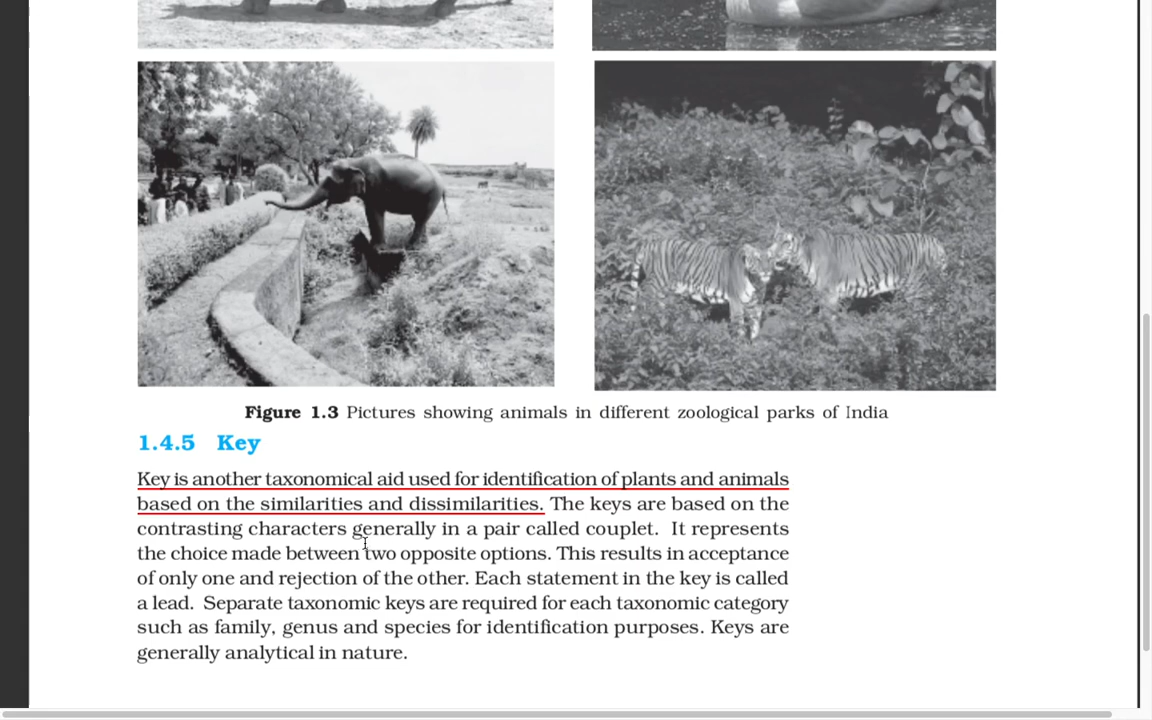 Figure 1.3 Pictures showing animals in different zoological parks of India
1.4.5 Key
Key is another taxonomical aid used for identification of plants and animals
based on the similarities and dissimilarities. The keys are based on the
contrasting characters generally in a pair called couplet. It represents
the choice made between two opposite options. This results in acceptance
of only one and rejection of the other. Each statement in the key is called
a lead. Separate taxonomic keys are required for each taxonomic category
such as family, genus and species for identification purposes. Keys are
generally analytical in nature.